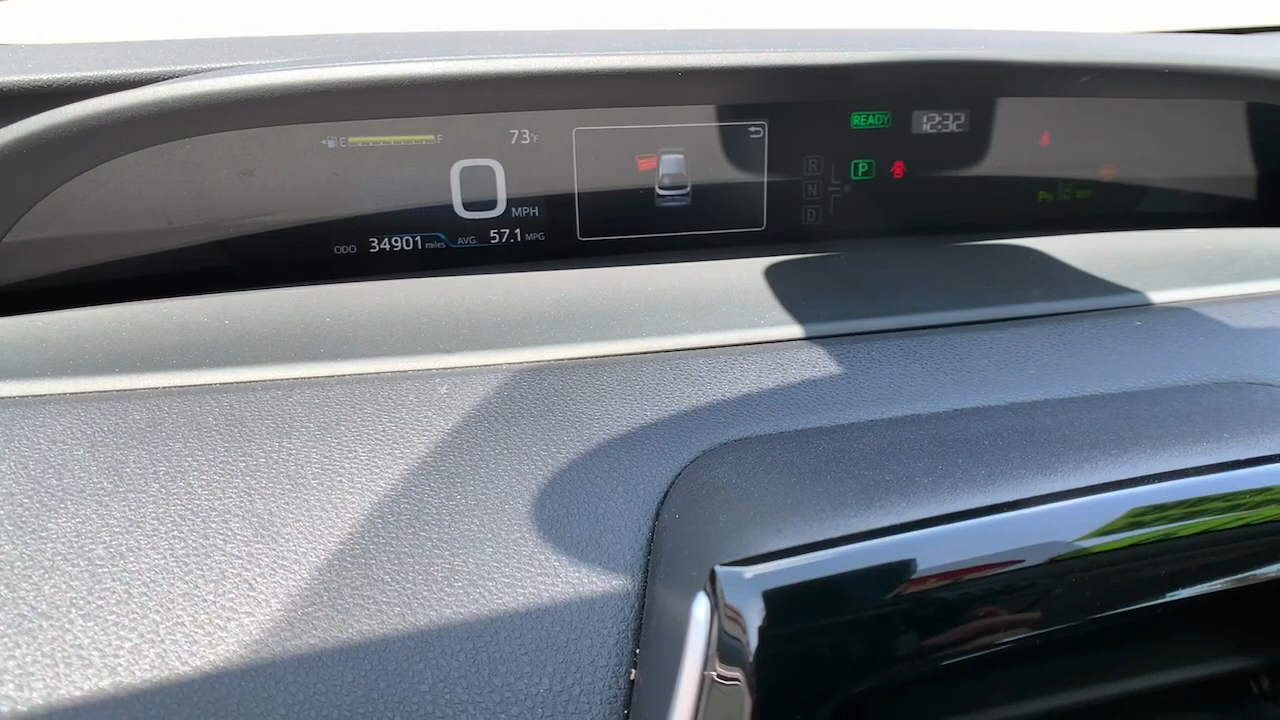 E F
73°F
0 MPH
ODO 34901 miles AVG. 57.1 MPG
READY
12:32
P
R
N
D